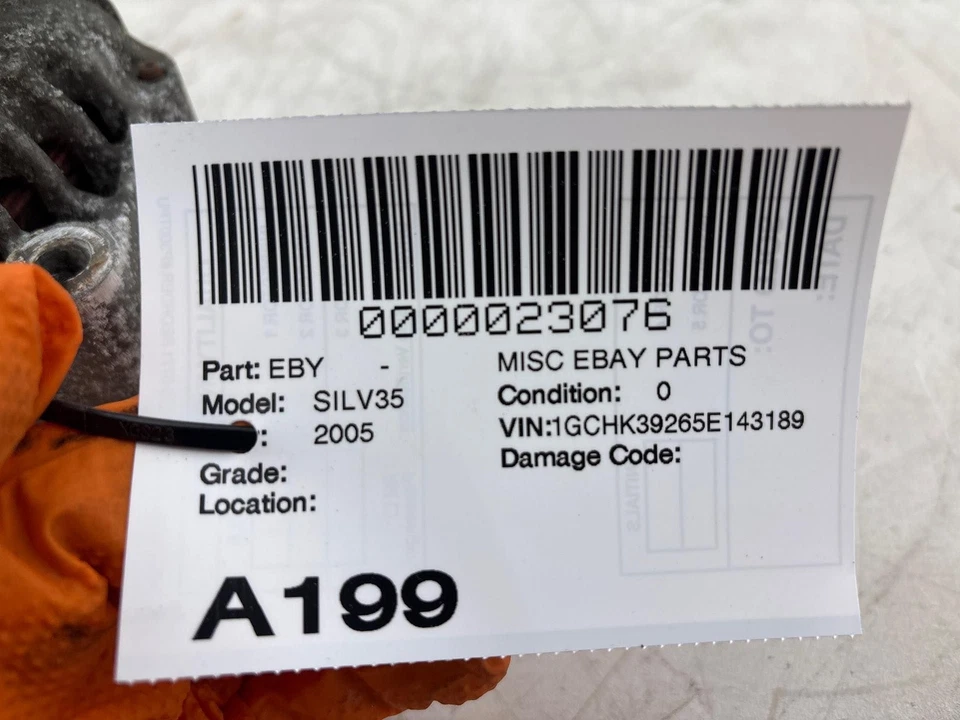 0000023076
Part: EBY - MISC EBAY PARTS
Model: SILV35 Condition: 0
: 2005 VIN:1GCHK39265E143189
Grade: Damage Code:
Location:
A199